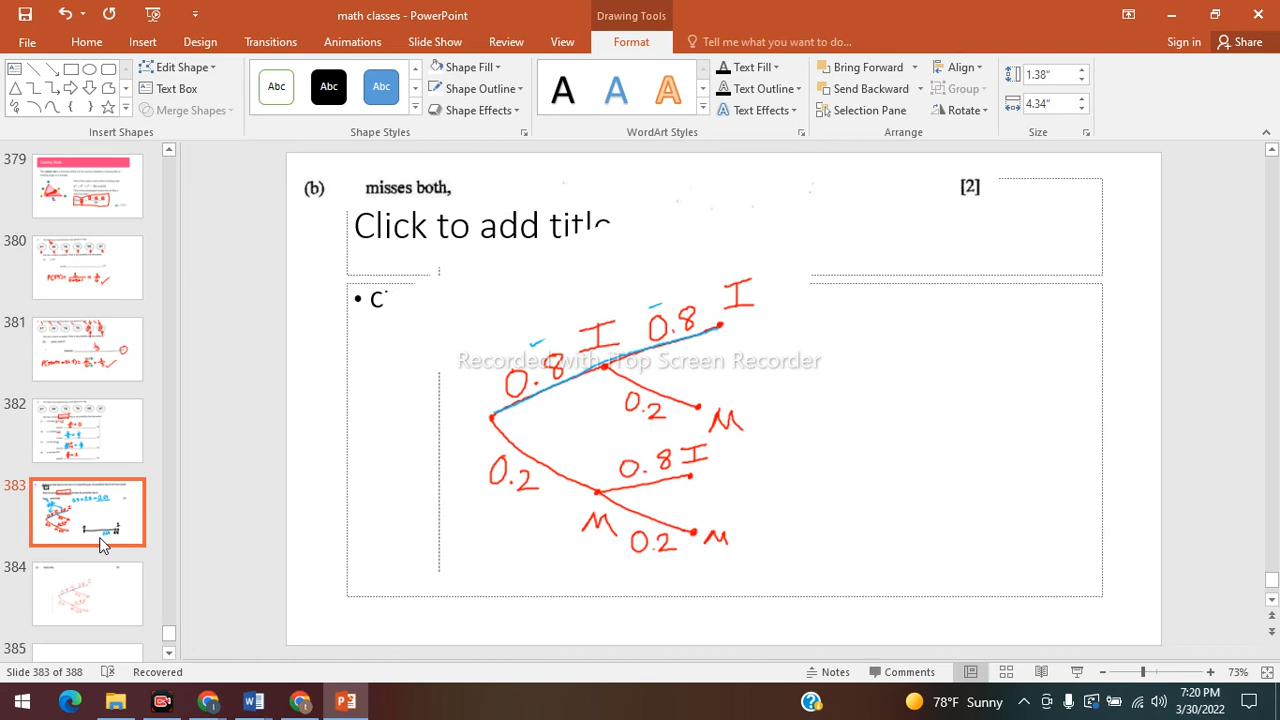 math classes - PowerPoint
Drawing Tools
File
Home
Insert
Design
Transitions
Animations
Slide Show
Review
View
Format
Tell me what you want to do...
Sign in
Share
Edit Shape
Text Box
Merge Shapes
Insert Shapes
Abc
Abc
Abc
Shape Fill
Shape Outline
Shape Effects
Shape Styles
A A A
Text Fill
Text Outline
Text Effects
WordArt Styles
Bring Forward
Send Backward
Selection Pane
Align
Group
Rotate
Arrange
1.38"
4.34"
Size
379
380
381
382
383
384
385
(b) misses both, [2]
Click to add title
I
0.8
I
0.8
Recorded with iTop Screen Recorder
0.2
M
0.8 I
0.2
M
0.2
M
Slide 383 of 388
Recovered
Notes
Comments
73%
78°F Sunny
7:20 PM
3/30/2022